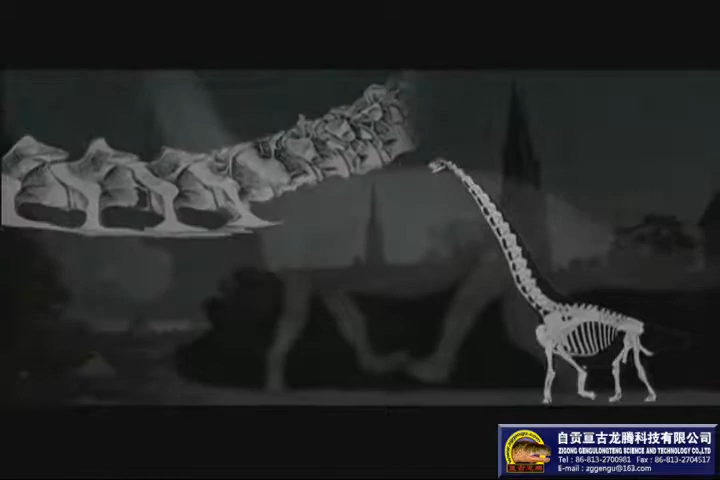 自贡亘古龙腾科技有限公司
ZIGONG GENGULONGTENG SCIENCE AND TECHNOLOGY CO.,LTD
Tel : 86-813-2700981 Fax : 86-813-2704517
E-mail : zggengu@163.com